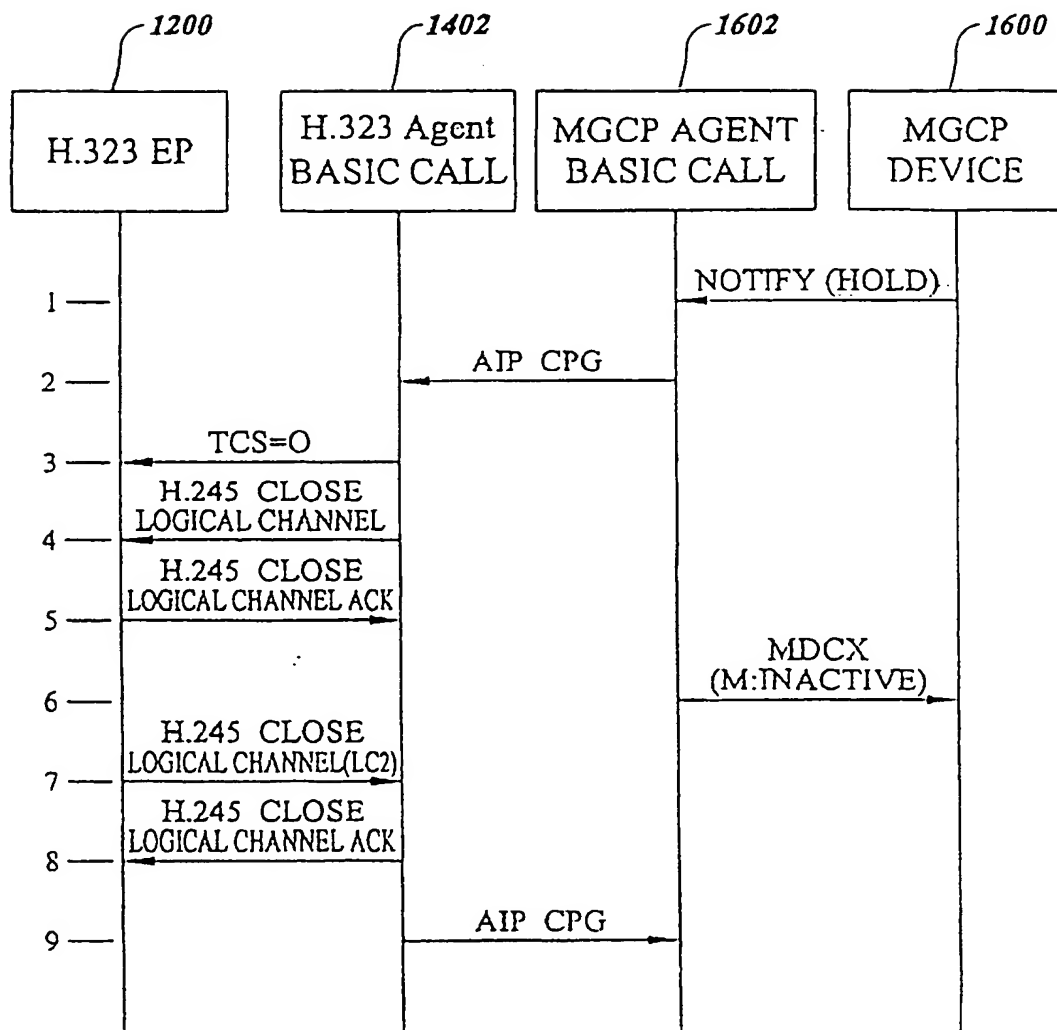 1200
1402
1602
1600
H.323 EP
H.323 Agent
BASIC CALL
MGCP AGENT
BASIC CALL
MGCP
DEVICE
1
NOTIFY (HOLD)
2
AIP CPG
3
TCS=O
H.245 CLOSE
LOGICAL CHANNEL
4
H.245 CLOSE
LOGICAL CHANNEL ACK
5
MDCX
(M:INACTIVE)
6
H.245 CLOSE
LOGICAL CHANNEL(LC2)
7
H.245 CLOSE
LOGICAL CHANNEL ACK
8
AIP CPG
9